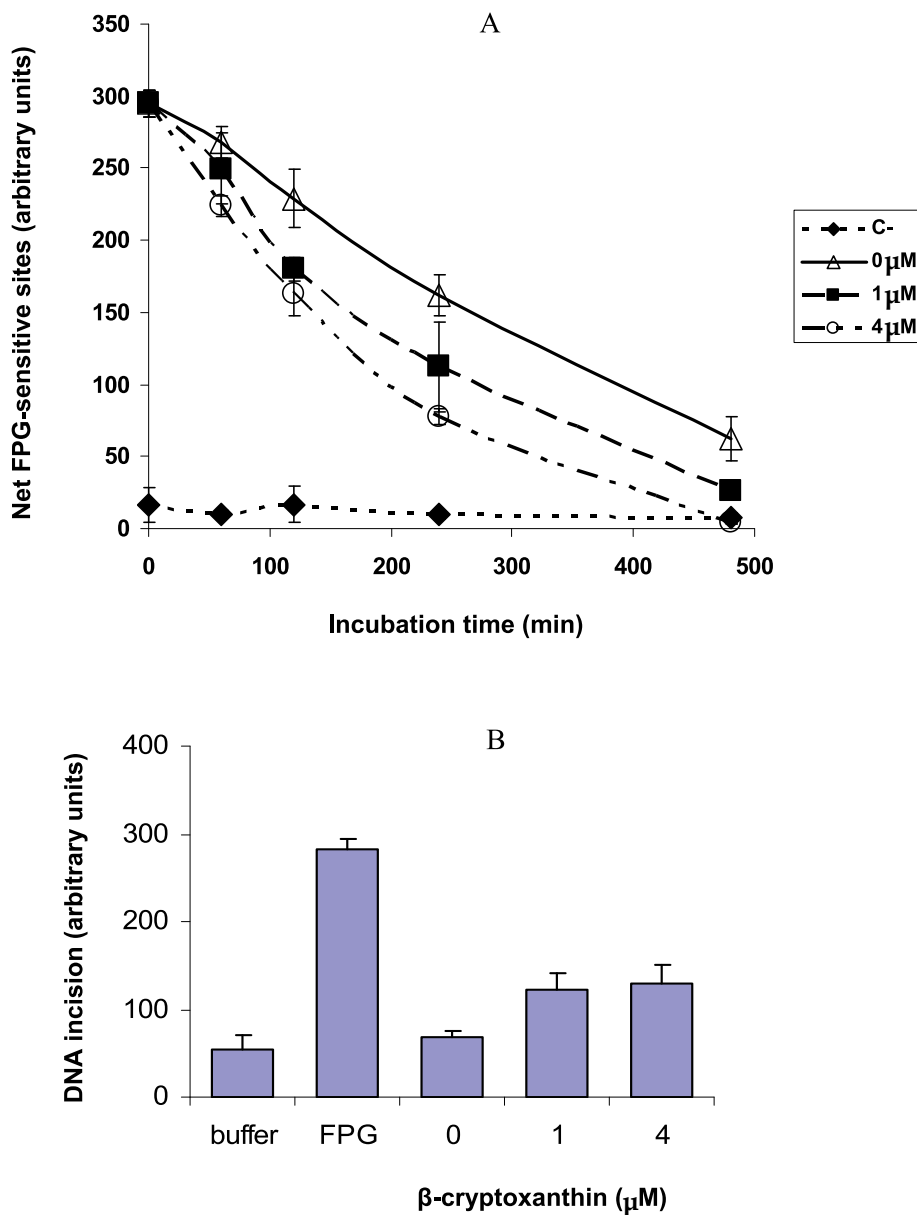 A
Net FPG-sensitive sites (arbitrary units)
350
300
250
200
150
100
50
0
0 100 200 300 400 500
Incubation time (min)
C-
0μM
1μM
4μM
B
DNA incision (arbitrary units)
400
300
200
100
0
buffer FPG 0 1 4
β-cryptoxanthin (μM)